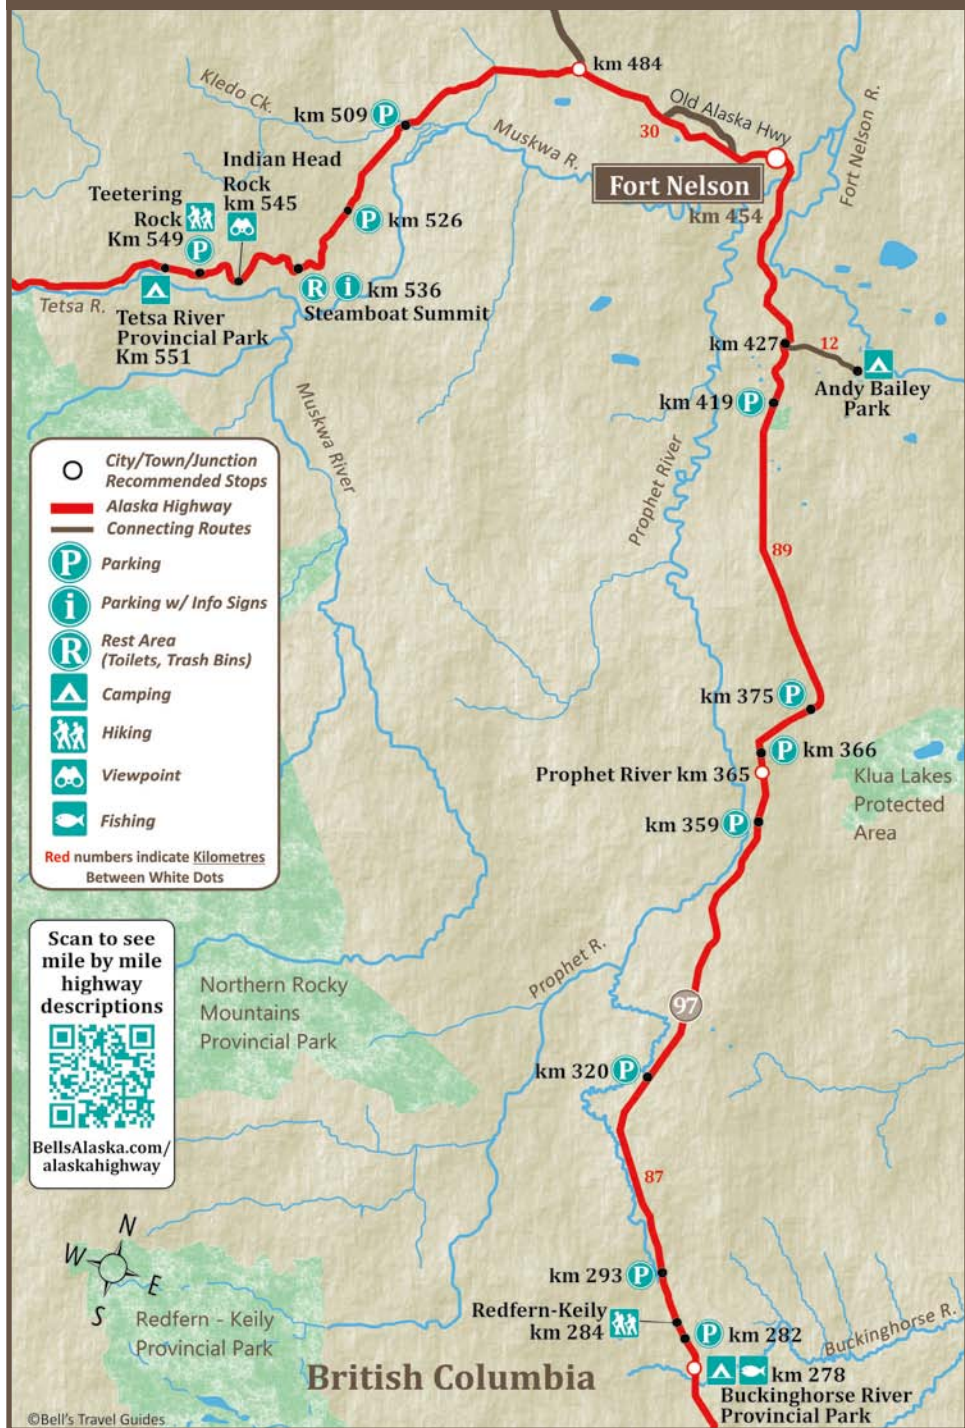 km 484
Kledo Ck.
Old Alaska Hwy
km 509
P
30
Muskwa R.
Fort Nelson R.
Indian Head
Rock
km 545
Fort Nelson
km 454
Teetering
Rock
Km 549
P
P
km 526
R
i
km 536
Steamboat Summit
Tetsa R.
Tetsa River
Provincial Park
Km 551
km 427
12
Andy Bailey
Park
km 419
P
Muskwa River
Prophet River
City/Town/Junction
Recommended Stops
Alaska Highway
Connecting Routes
P
Parking
i
Parking w/ Info Signs
R
Rest Area
(Toilets, Trash Bins)
Camping
Hiking
Viewpoint
Fishing
Red numbers indicate Kilometres
Between White Dots
89
km 375
P
P
km 366
Prophet River km 365
Klua Lakes
Protected
Area
km 359
P
Scan to see
mile by mile
highway
descriptions
BellsAlaska.com/
alaskahighway
Prophet R.
Northern Rocky
Mountains
Provincial Park
97
km 320
P
87
N
W
E
S
km 293
P
Redfern-Keily
km 284
P
km 282
Buckinghorse R.
Redfern - Keily
Provincial Park
km 278
Buckinghorse River
Provincial Park
British Columbia
©Bell's Travel Guides